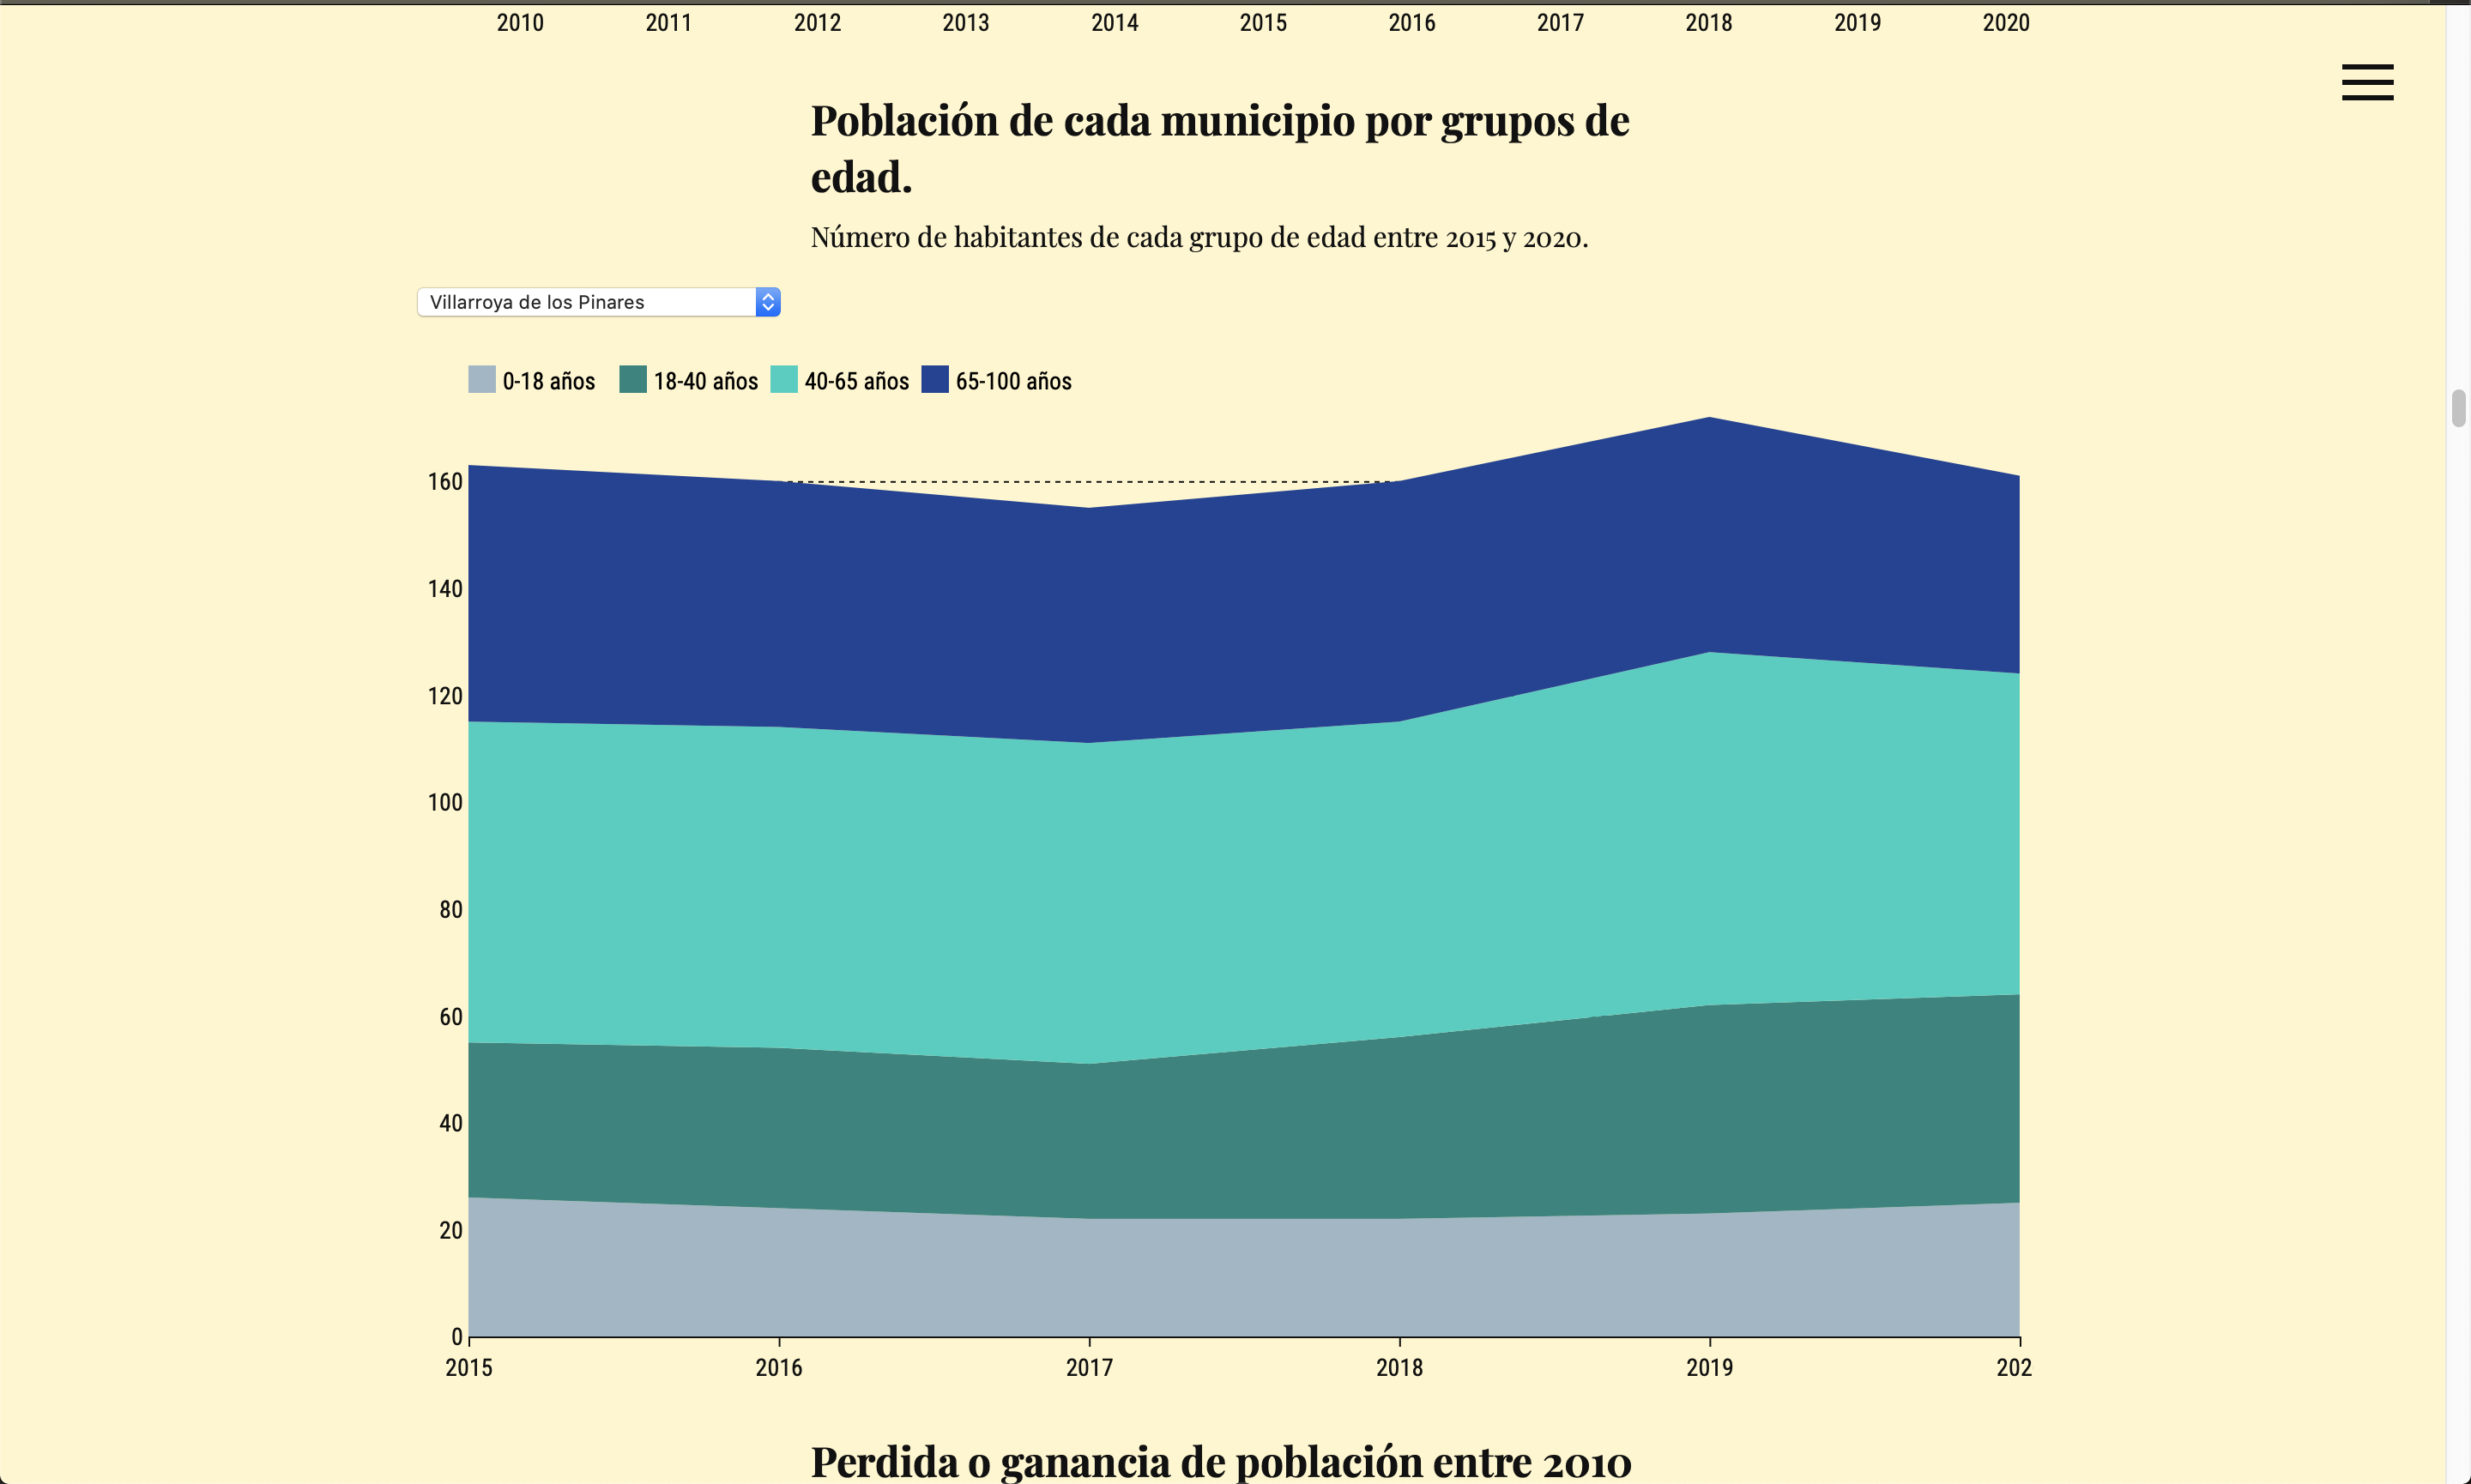 2010 2011 2012 2013 2014 2015 2016 2017 2018 2019 2020
Población de cada municipio por grupos de
edad.
Número de habitantes de cada grupo de edad entre 2015 y 2020.
Villarroya de los Pinares
0-18 años 18-40 años 40-65 años 65-100 años
160
140
120
100
80
60
40
20
0
2015 2016 2017 2018 2019 202
Perdida o ganancia de población entre 2010